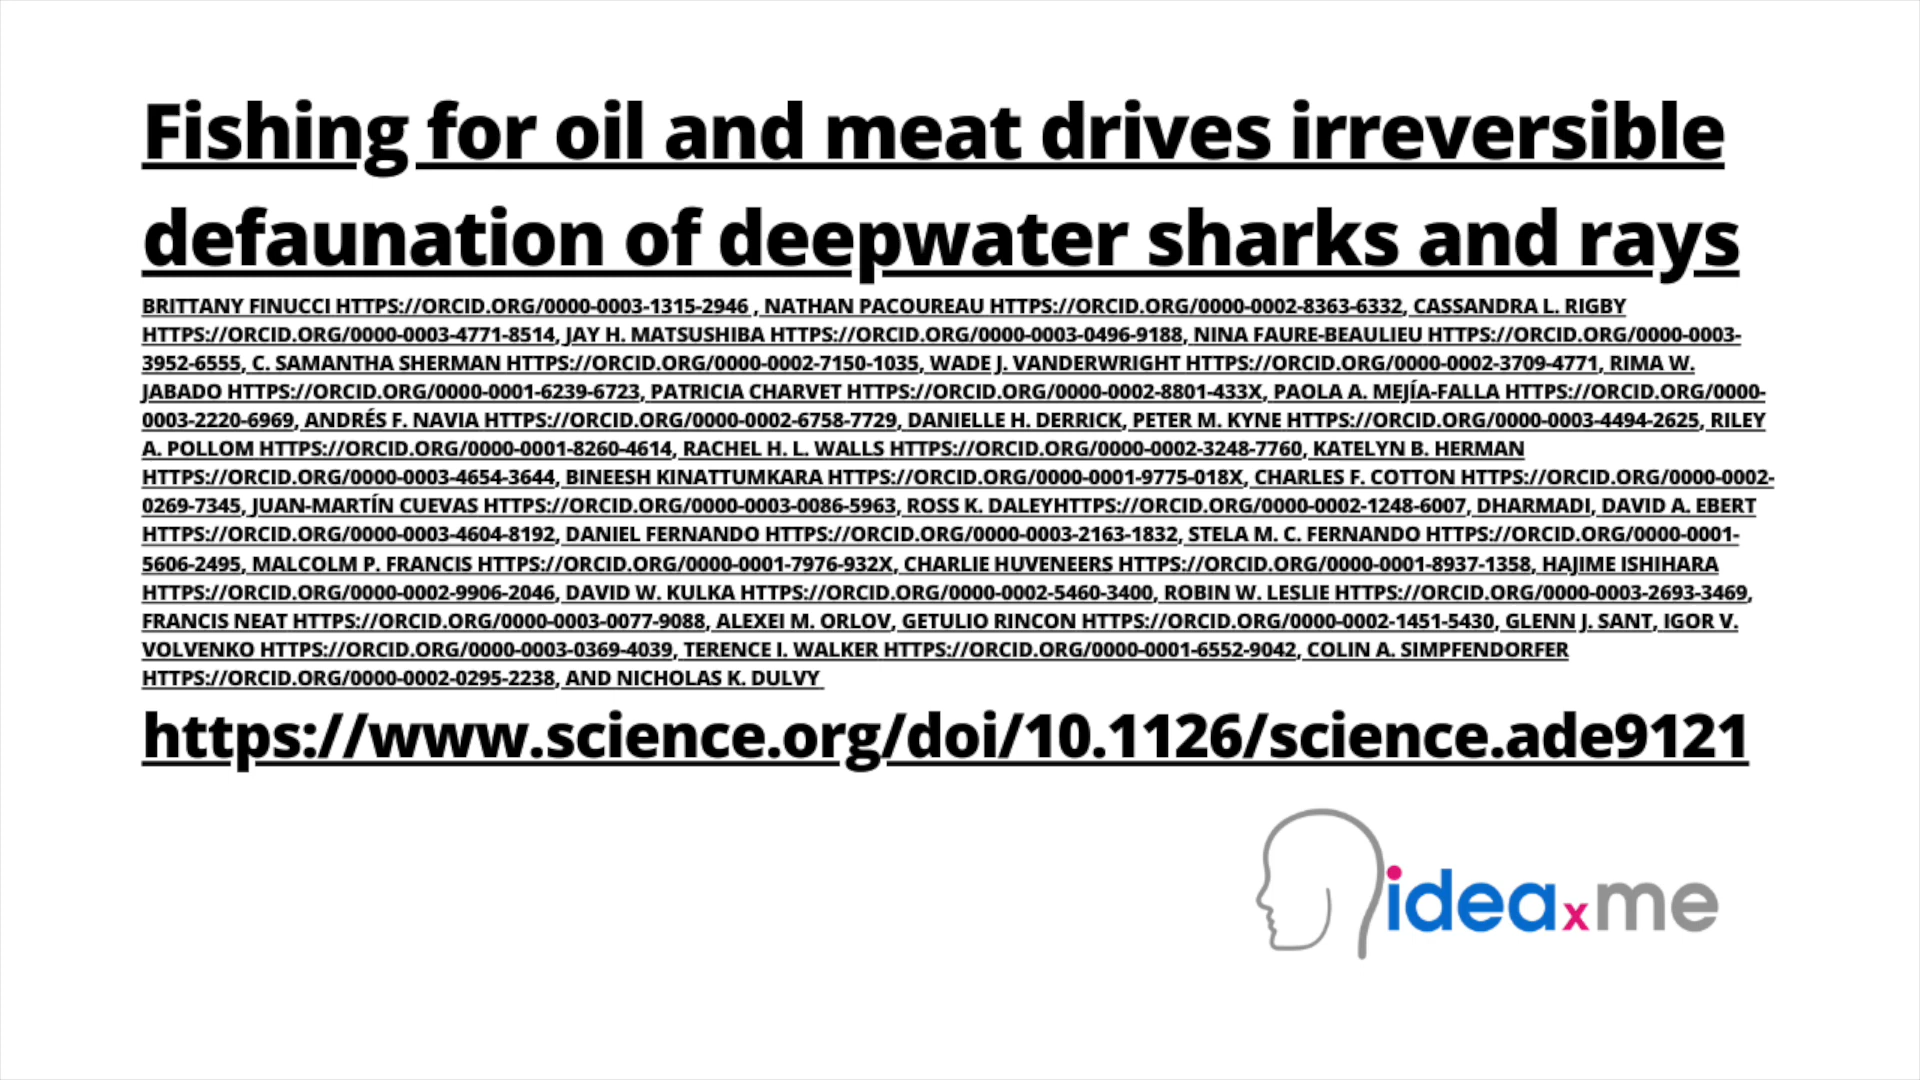 Fishing for oil and meat drives irreversible
defaunation of deepwater sharks and rays
BRITTANY FINUCCI HTTPS://ORCID.ORG/0000-0003-1315-2946 , NATHAN PACOUREAU HTTPS://ORCID.ORG/0000-0002-8363-6332, CASSANDRA L. RIGBY
HTTPS://ORCID.ORG/0000-0003-4771-8514, JAY H. MATSUSHIBA HTTPS://ORCID.ORG/0000-0003-0496-9188, NINA FAURE-BEAULIEU HTTPS://ORCID.ORG/0000-0003-
3952-6555, C. SAMANTHA SHERMAN HTTPS://ORCID.ORG/0000-0002-7150-1035, WADE J. VANDERWRIGHT HTTPS://ORCID.ORG/0000-0002-3709-4771, RIMA W.
JABADO HTTPS://ORCID.ORG/0000-0001-6239-6723, PATRICIA CHARVET HTTPS://ORCID.ORG/0000-0002-8801-433X, PAOLA A. MEJÍA-FALLA HTTPS://ORCID.ORG/0000-
0003-2220-6969, ANDRÉS F. NAVIA HTTPS://ORCID.ORG/0000-0002-6758-7729, DANIELLE H. DERRICK, PETER M. KYNE HTTPS://ORCID.ORG/0000-0003-4494-2625, RILEY
A. POLLOM HTTPS://ORCID.ORG/0000-0001-8260-4614, RACHEL H. L. WALLS HTTPS://ORCID.ORG/0000-0002-3248-7760, KATELYN B. HERMAN
HTTPS://ORCID.ORG/0000-0003-4654-3644, BINEESH KINATTUMKARA HTTPS://ORCID.ORG/0000-0001-9775-018X, CHARLES F. COTTON HTTPS://ORCID.ORG/0000-0002-
0269-7345, JUAN-MARTÍN CUEVAS HTTPS://ORCID.ORG/0000-0003-0086-5963, ROSS K. DALEYHTTPS://ORCID.ORG/0000-0002-1248-6007, DHARMADI, DAVID A. EBERT
HTTPS://ORCID.ORG/0000-0003-4604-8192, DANIEL FERNANDO HTTPS://ORCID.ORG/0000-0003-2163-1832, STELA M. C. FERNANDO HTTPS://ORCID.ORG/0000-0001-
5606-2495, MALCOLM P. FRANCIS HTTPS://ORCID.ORG/0000-0001-7976-932X, CHARLIE HUVENEERS HTTPS://ORCID.ORG/0000-0001-8937-1358, HAJIME ISHIHARA
HTTPS://ORCID.ORG/0000-0002-9906-2046, DAVID W. KULKA HTTPS://ORCID.ORG/0000-0002-5460-3400, ROBIN W. LESLIE HTTPS://ORCID.ORG/0000-0003-2693-3469,
FRANCIS NEAT HTTPS://ORCID.ORG/0000-0003-0077-9088, ALEXEI M. ORLOV, GETULIO RINCON HTTPS://ORCID.ORG/0000-0002-1451-5430, GLENN J. SANT, IGOR V.
VOLVENKO HTTPS://ORCID.ORG/0000-0003-0369-4039, TERENCE I. WALKER HTTPS://ORCID.ORG/0000-0001-6552-9042, COLIN A. SIMPFENDORFER
HTTPS://ORCID.ORG/0000-0002-0295-2238, AND NICHOLAS K. DULVY
https://www.science.org/doi/10.1126/science.ade9121
ideaxme